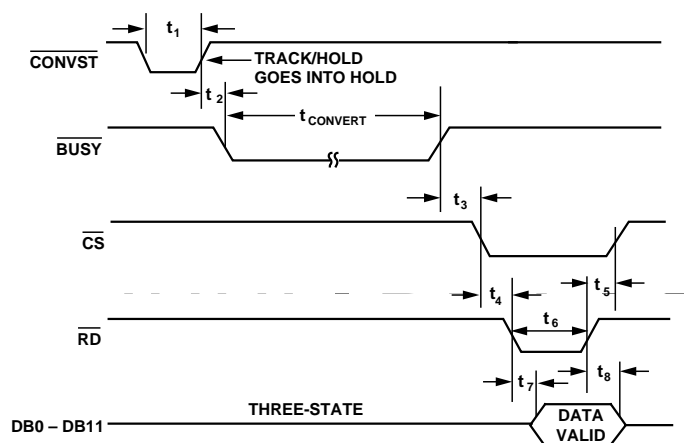 t1
CONVST
TRACK/HOLD
GOES INTO HOLD
t2
tCONVERT
BUSY
t3
CS
t4
t5
t6
RD
t7
t8
THREE-STATE
DB0 – DB11
DATA
VALID